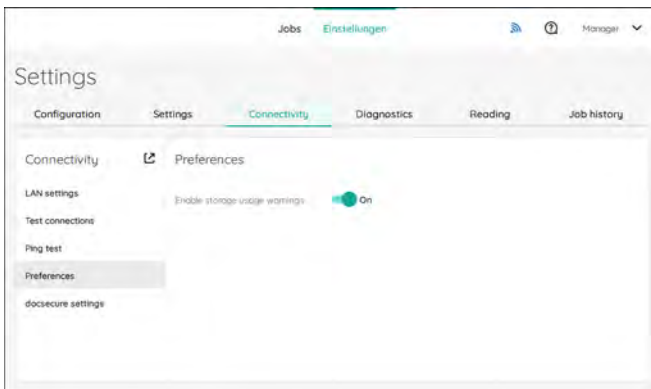 Jobs Einstellungen Manager
Settings
Configuration Settings Connectivity Diagnostics Reading Job history
Connectivity Preferences
LAN settings
Enable storage usage warnings On
Test connections
Ping test
Preferences
docsecure settings